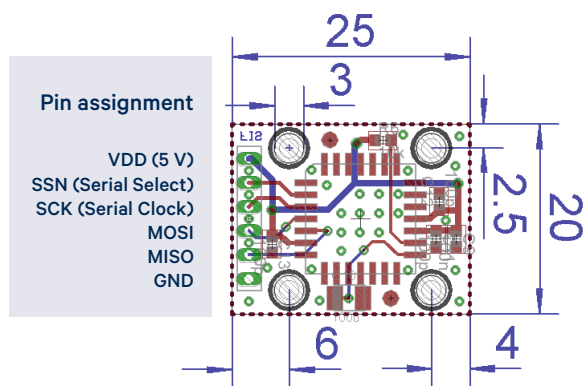 25
3
Pin assignment
VDD (5 V)
SSN (Serial Select)
SCK (Serial Clock)
MOSI
MISO
GND
2.5
20
6
4